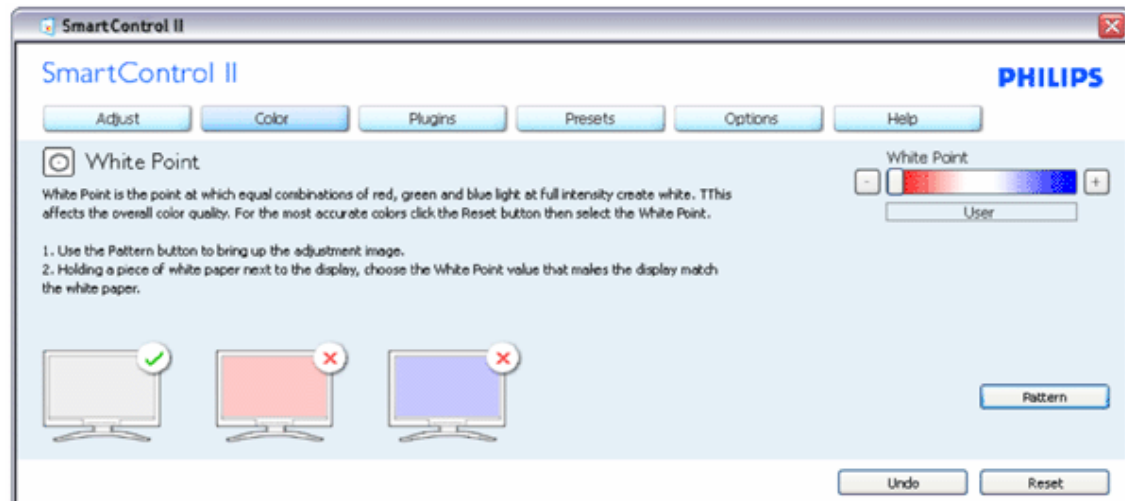 SmartControl II
SmartControl II
PHILIPS
Adjust Color Plugins Presets Options Help
White Point
White Point is the point at which equal combinations of red, green and blue light at full intensity create white. TThis
affects the overall color quality. For the most accurate colors click the Reset button then select the White Point.
1. Use the Pattern button to bring up the adjustment image.
2. Holding a piece of white paper next to the display, choose the White Point value that makes the display match
the white paper.
White Point
- +
User
Pattern
Undo Reset